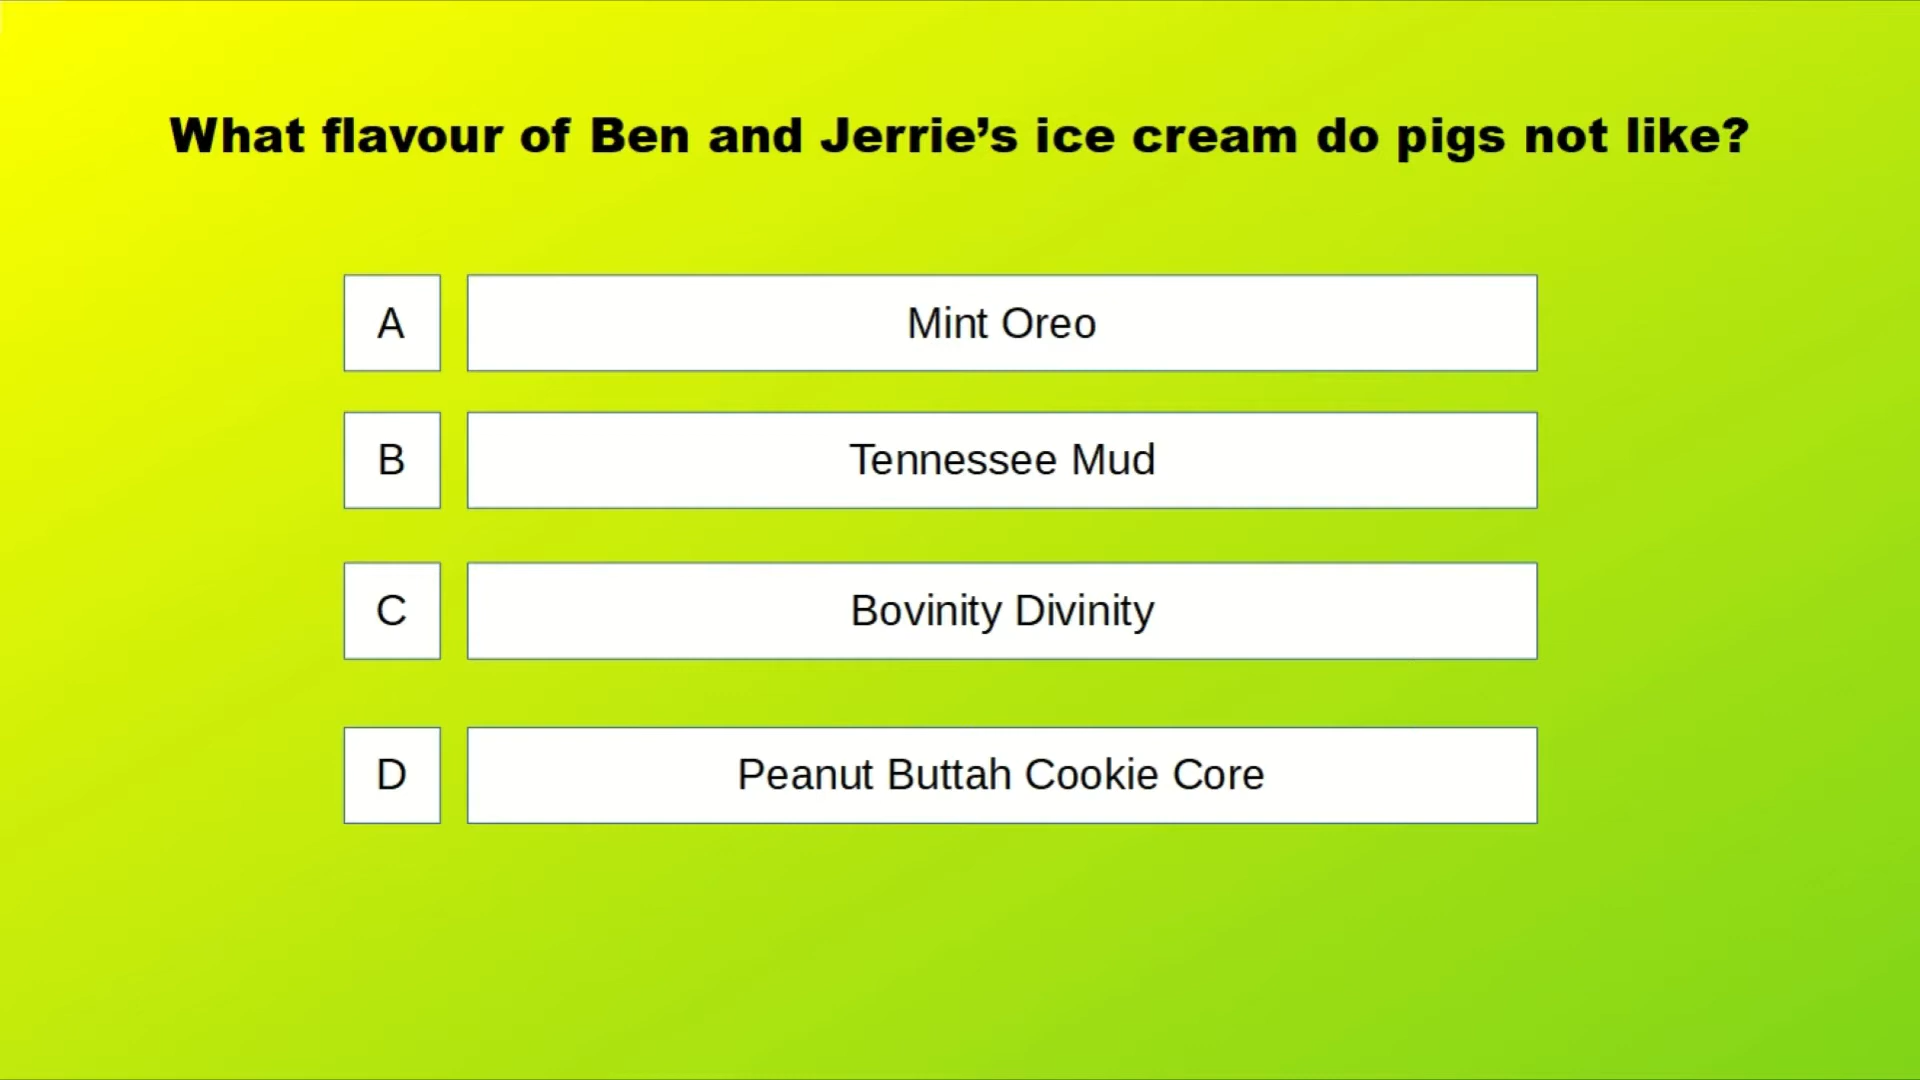 What flavour of Ben and Jerrie’s ice cream do pigs not like?
A Mint Oreo
B Tennessee Mud
C Bovinity Divinity
D Peanut Buttah Cookie Core